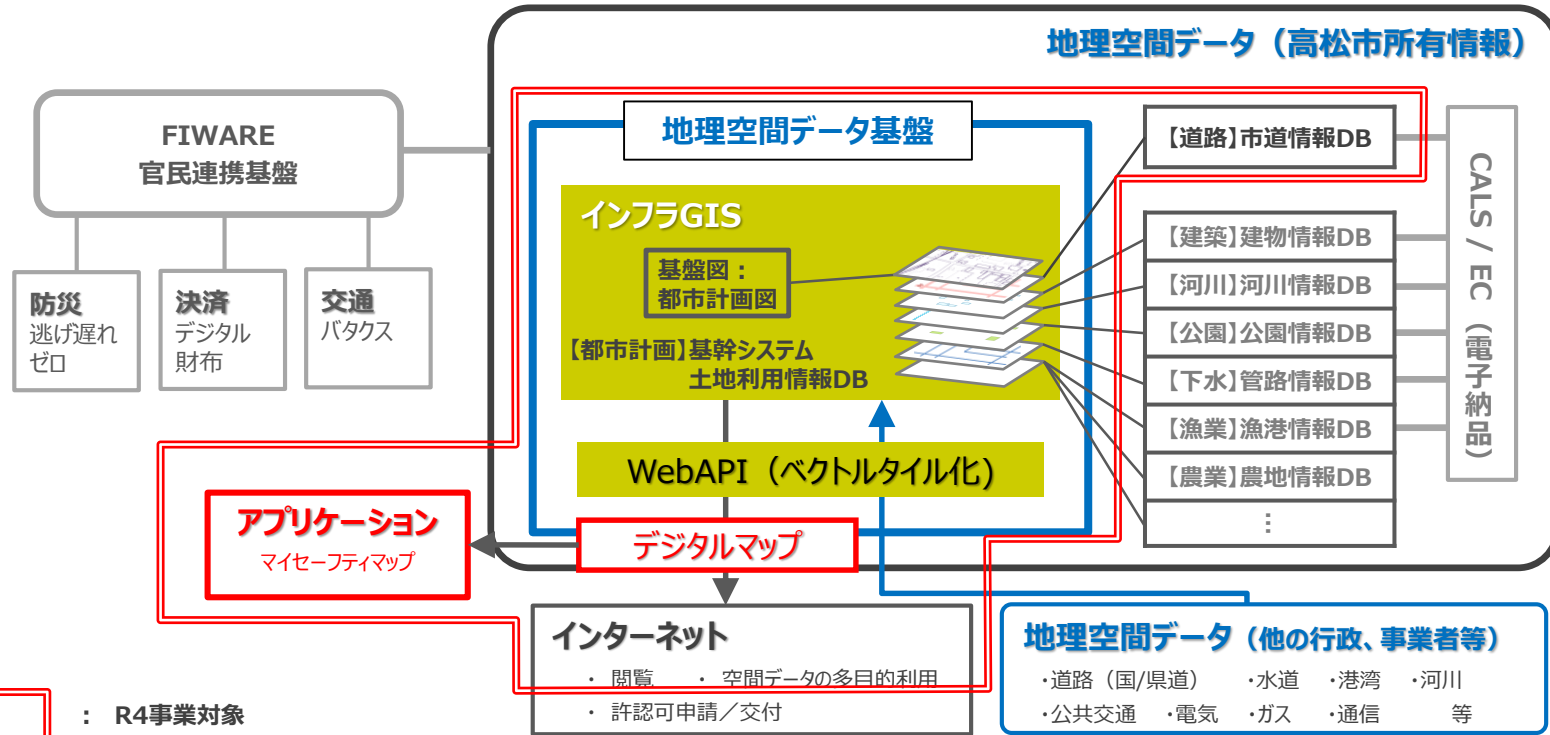 地理空間データ（高松市所有情報）
FIWARE
官民連携基盤
防災
逃げ遅れ
ゼロ
決済
デジタル
財布
交通
バタクス
地理空間データ基盤
インフラGIS
基盤図：
都市計画図
【都市計画】基幹システム
土地利用情報DB
WebAPI（ベクトルタイル化）
デジタルマップ
アプリケーション
マイセーフティマップ
【道路】市道情報DB
【建築】建物情報DB
【河川】河川情報DB
【公園】公園情報DB
【下水】管路情報DB
【漁業】漁港情報DB
【農業】農地情報DB
⋮
CALS / EC（電子納品）
インターネット
・ 閲覧 ・ 空間データの多目的利用
・ 許認可申請／交付
地理空間データ（他の行政、事業者等）
・道路（国/県道） ・水道 ・港湾 ・河川
・公共交通 ・電気 ・ガス ・通信 等
： R4事業対象